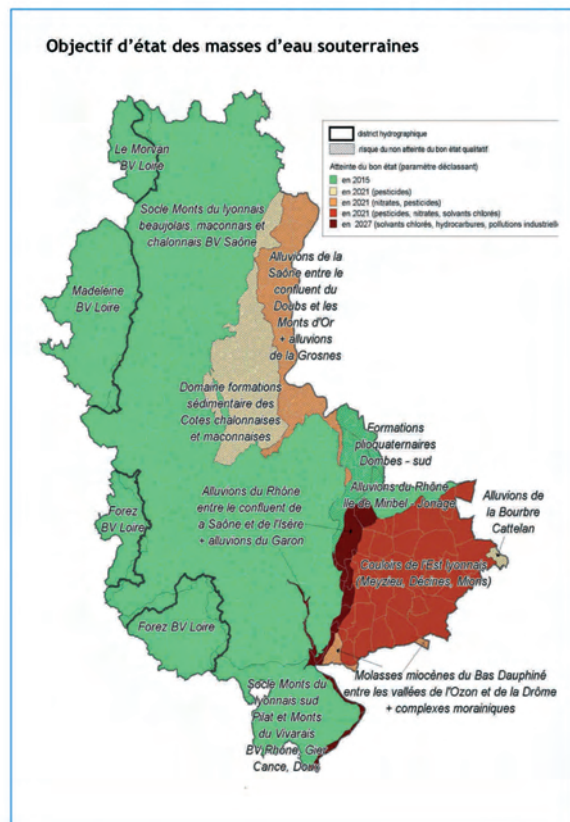 Objectif d'état des masses d'eau souterraines
district hydrographique
risque du non atteinte du bon état qualitatif
Atteinte du bon état (paramètre déclassant)
en 2015
en 2021 (pesticides)
en 2021 (nitrates, pesticides)
en 2021 (pesticides, nitrates, solvants chlorés)
en 2027 (solvants chlorés, hydrocarbures, pollutions industrielle
Le Morvan
BV Loire
Socle Monts du lyonnais
beaujolais, maconnais et
chalonnais BV Saône
Alluvions de la
Saône entre le
confluent du
Doubs et les
Monts d'Or
+ alluvions
de la Grosnes
Madeleine
BV Loire
Domaine formations
sédimentaire des
Cotes chalonnaises
et maconnaises
Formations
plioquaternaires
Dombes - sud
Alluvions du Rhône
entre le confluent de
a Saône et de l'Isère
+ alluvions du Garon
Alluvions du Rhône
Ile de Miribel - Jonage
Alluvions de
la Bourbre
Cattelan
Forez
BV Loire
Couloirs de l'Est lyonnais
(Meyzieu, Décines, Mions)
Forez BV Loire
Molasses miocènes du Bas Dauphiné
entre les vallées de l'Ozon et de la Drôme
+ complexes morainiques
Socle Monts du
lyonnais sud
Pilat et Monts
du Vivarais
BV Rhône, Gier
Cance, Doux